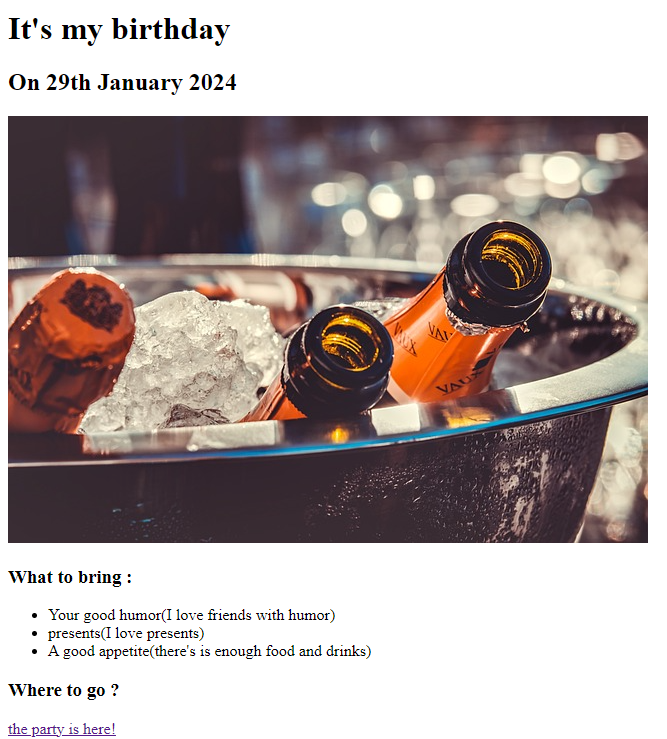 It's my birthday
On 29th January 2024
VAUX
VAUX
What to bring :
Your good humor(I love friends with humor)
presents(I love presents)
A good appetite(there's is enough food and drinks)
Where to go ?
the party is here!